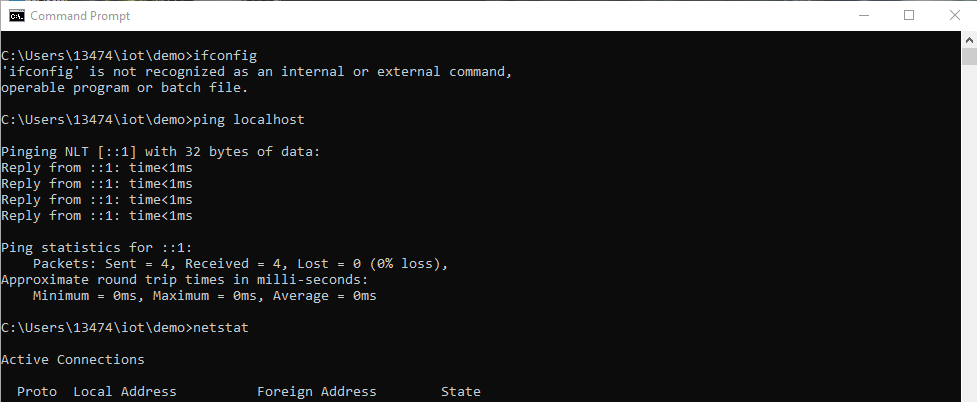 Command Prompt
C:\Users\13474\iot\demo>ifconfig
'ifconfig' is not recognized as an internal or external command,
operable program or batch file.
C:\Users\13474\iot\demo>ping localhost
Pinging NLT [::1] with 32 bytes of data:
Reply from ::1: time<1ms
Reply from ::1: time<1ms
Reply from ::1: time<1ms
Reply from ::1: time<1ms
Ping statistics for ::1:
    Packets: Sent = 4, Received = 4, Lost = 0 (0% loss),
Approximate round trip times in milli-seconds:
    Minimum = 0ms, Maximum = 0ms, Average = 0ms
C:\Users\13474\iot\demo>netstat
Active Connections
  Proto  Local Address          Foreign Address        State